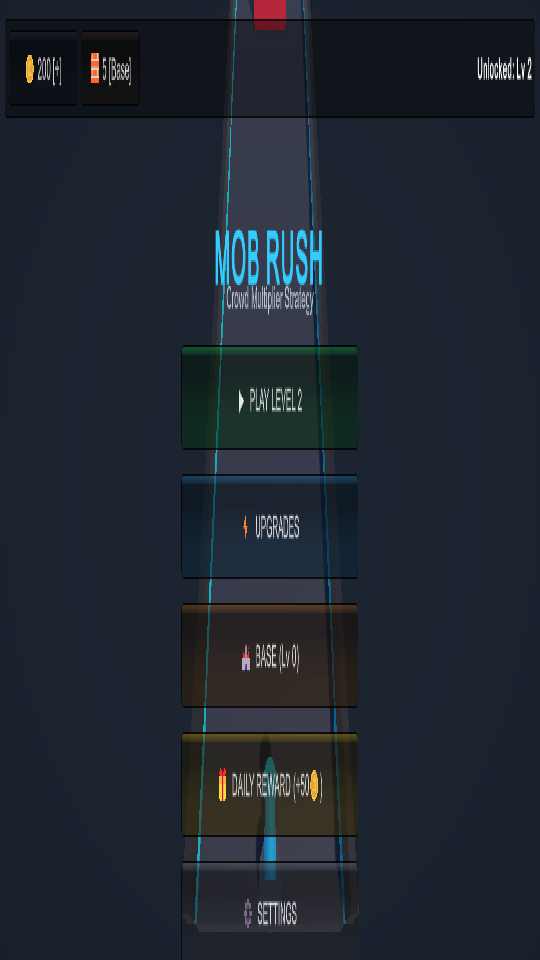 200 [+]
5 [Base]
Unlocked: Lv 2
MOB RUSH
Crowd Multiplier Strategy
▶ PLAY LEVEL 2
⚡ UPGRADES
BASE (Lv 0)
🎁 DAILY REWARD (+50🪙)
⚙ SETTINGS